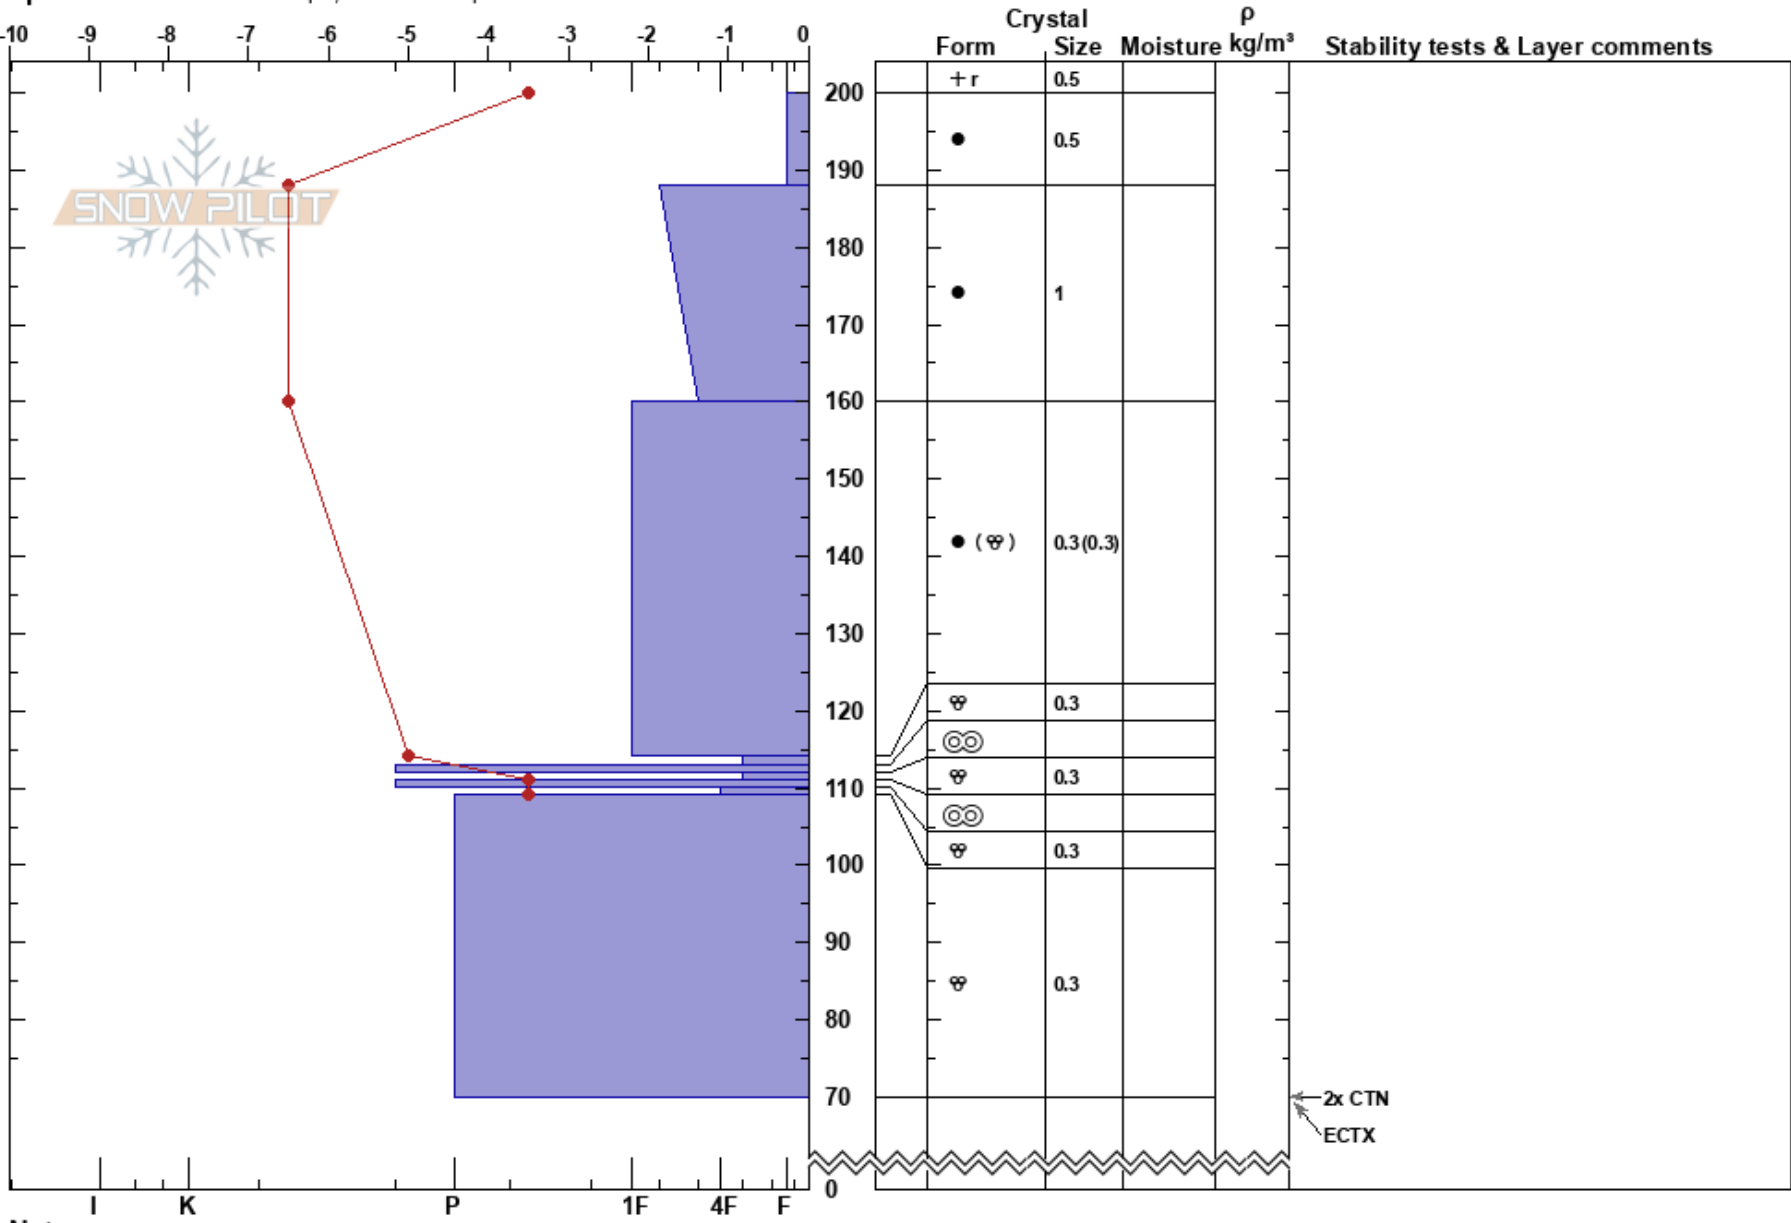 Crystal ρ
-10 -9 -8 -7 -6 -5 -4 -3 -2 -1 0 Form Size Moisture kg/m³ Stability tests & Layer comments
+ r 0.5
200
● 0.5
190
SNOW PILOT
180
● 1
170
160
150
140 ● ( ) 0.3(0.3)
130
120 0.3
110 0.3
100 0.3
90
0.3
80
70 2x CTN
ECTX
0
I K P 1F 4F F